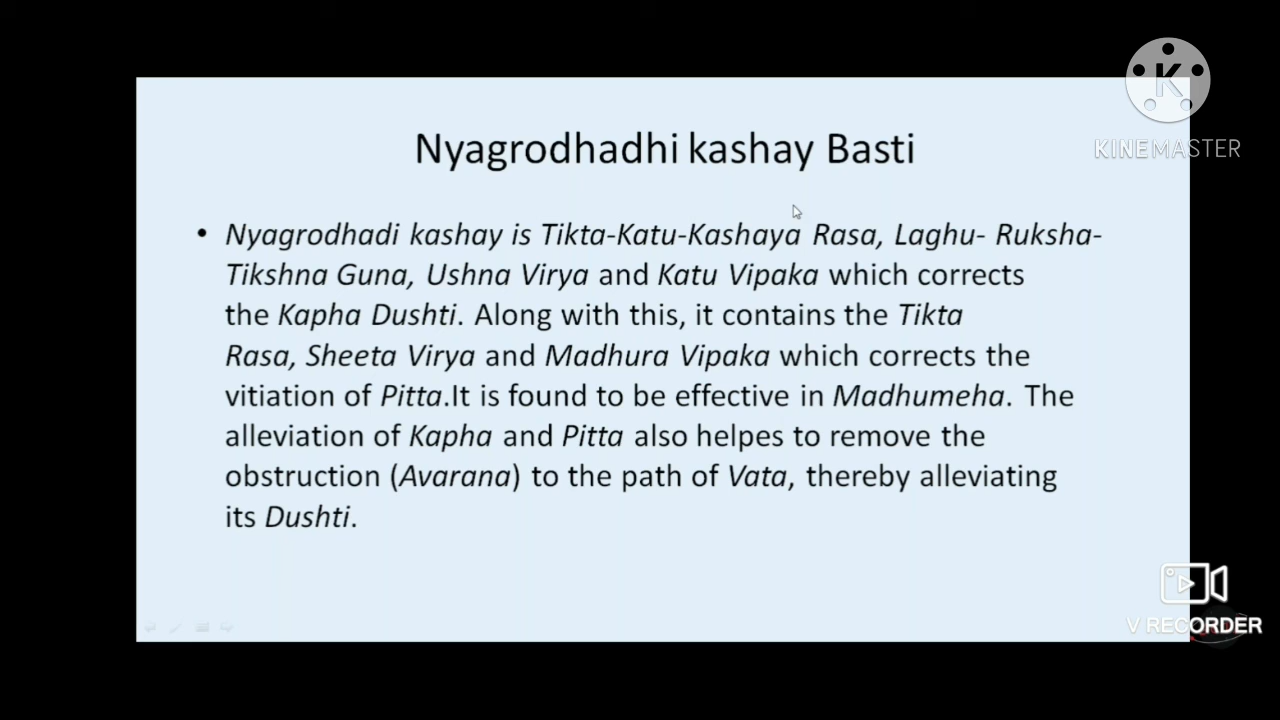 K
KINEMASTER
Nyagrodhadhi kashay Basti
• Nyagrodhadi kashay is Tikta-Katu-Kashaya Rasa, Laghu- Ruksha-
Tikshna Guna, Ushna Virya and Katu Vipaka which corrects
the Kapha Dushti. Along with this, it contains the Tikta
Rasa, Sheeta Virya and Madhura Vipaka which corrects the
vitiation of Pitta.It is found to be effective in Madhumeha. The
alleviation of Kapha and Pitta also helpes to remove the
obstruction (Avarana) to the path of Vata, thereby alleviating
its Dushti.
V RECORDER